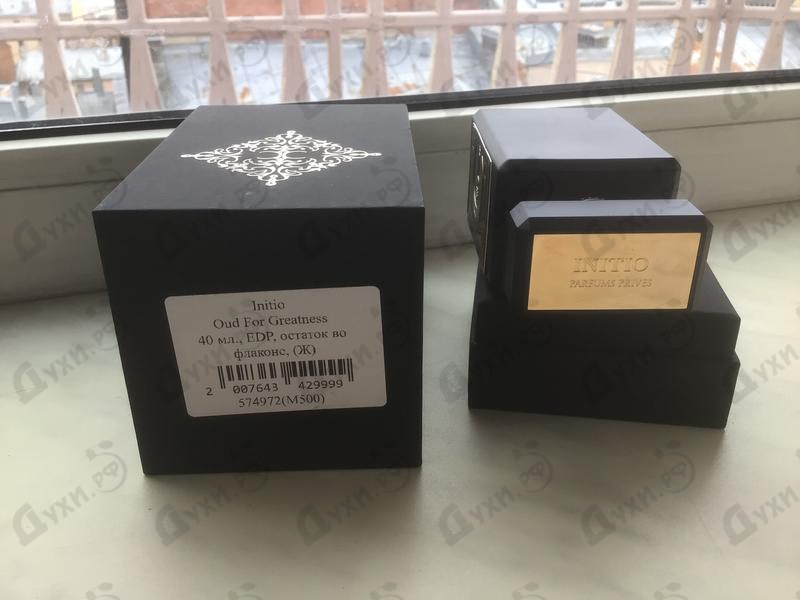 Initio
Oud For Greatness
40 мл., EDP, остаток во
флаконе, (Ж)
2 007643 429999
574972(M500)
INITIO
PARFUMS PRIVES
Духи.рф